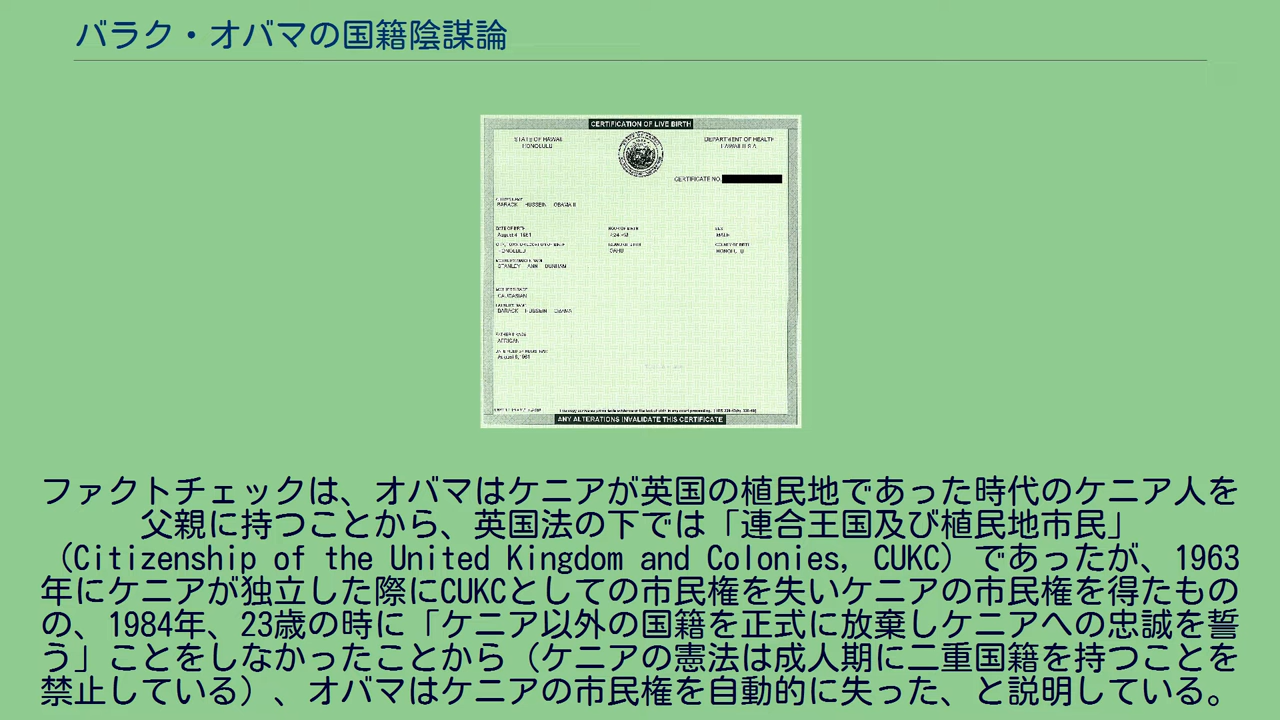 バラク・オバマの国籍陰謀論
CERTIFICATION OF LIVE BIRTH
STATE OF HAWAII
HONOLULU
DEPARTMENT OF HEALTH
HAWAII U.S.A.
CERTIFICATE NO.
BARACK HUSSEIN OBAMA II
DATE OF BIRTH
August 4, 1961
MALE
HONOLULU
OAHU
HONOLULU
STANLEY ANN DUNHAM
CAUCASIAN
BARACK HUSSEIN OBAMA
AFRICAN
August 8, 1961
ANY ALTERATIONS INVALIDATE THIS CERTIFICATE
ファクトチェックは、オバマはケニアが英国の植民地であった時代のケニア人を
父親に持つことから、英国法の下では「連合王国及び植民地市民」
（Citizenship of the United Kingdom and Colonies, CUKC）であったが、1963
年にケニアが独立した際にCUKCとしての市民権を失いケニアの市民権を得たもの
の、1984年、23歳の時に「ケニア以外の国籍を正式に放棄しケニアへの忠誠を誓
う」ことをしなかったことから（ケニアの憲法は成人期に二重国籍を持つことを
禁止している）、オバマはケニアの市民権を自動的に失った、と説明している。